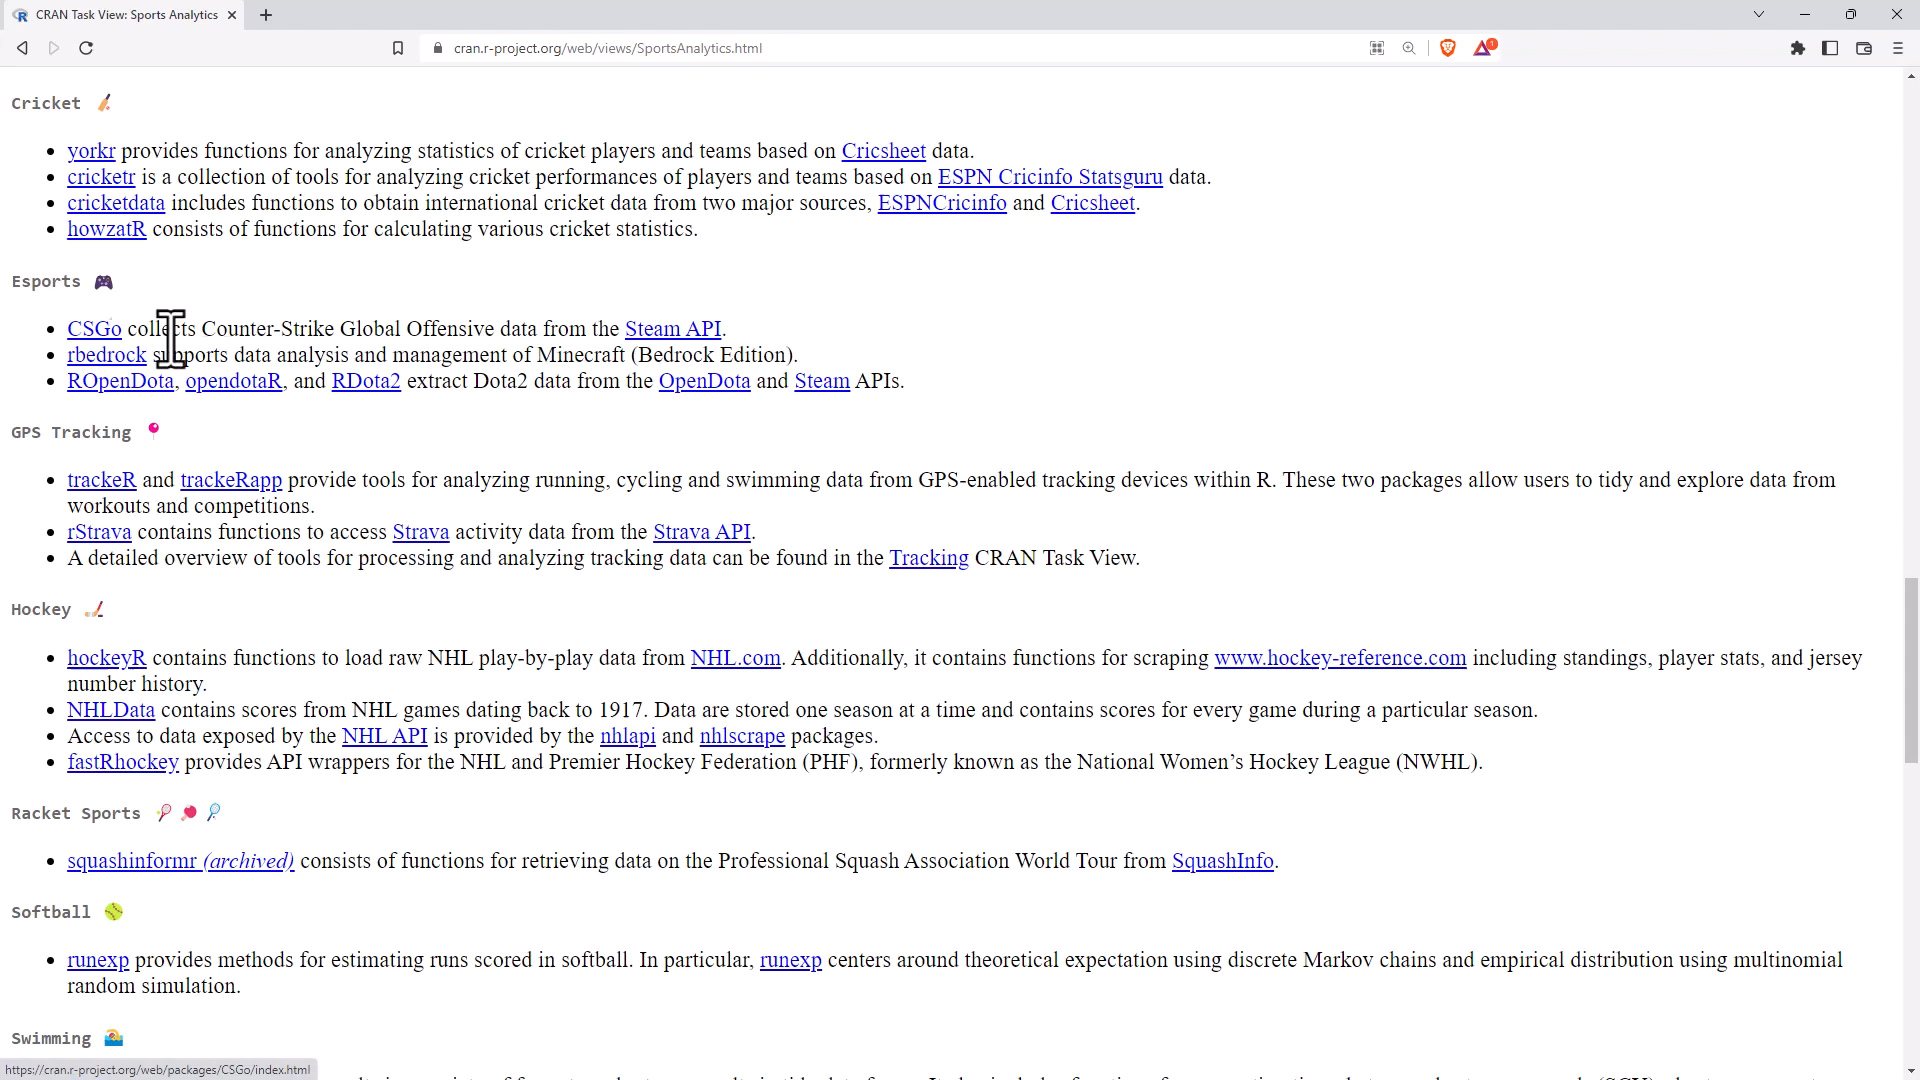 CRAN Task View: Sports Analytics
cran.r-project.org/web/views/SportsAnalytics.html
1
Cricket
yorkr provides functions for analyzing statistics of cricket players and teams based on Cricsheet data.
cricketr is a collection of tools for analyzing cricket performances of players and teams based on ESPN Cricinfo Statsguru data.
cricketdata includes functions to obtain international cricket data from two major sources, ESPNCricinfo and Cricsheet.
howzatR consists of functions for calculating various cricket statistics.
Esports
CSGo collects Counter-Strike Global Offensive data from the Steam API.
rbedrock supports data analysis and management of Minecraft (Bedrock Edition).
ROpenDota, opendotaR, and RDota2 extract Dota2 data from the OpenDota and Steam APIs.
GPS Tracking
trackeR and trackeRapp provide tools for analyzing running, cycling and swimming data from GPS-enabled tracking devices within R. These two packages allow users to tidy and explore data from
workouts and competitions.
rStrava contains functions to access Strava activity data from the Strava API.
A detailed overview of tools for processing and analyzing tracking data can be found in the Tracking CRAN Task View.
Hockey
hockeyR contains functions to load raw NHL play-by-play data from NHL.com. Additionally, it contains functions for scraping www.hockey-reference.com including standings, player stats, and jersey
number history.
NHLData contains scores from NHL games dating back to 1917. Data are stored one season at a time and contains scores for every game during a particular season.
Access to data exposed by the NHL API is provided by the nhlapi and nhlscrape packages.
fastRhockey provides API wrappers for the NHL and Premier Hockey Federation (PHF), formerly known as the National Women’s Hockey League (NWHL).
Racket Sports
squashinformr (archived) consists of functions for retrieving data on the Professional Squash Association World Tour from SquashInfo.
Softball
runexp provides methods for estimating runs scored in softball. In particular, runexp centers around theoretical expectation using discrete Markov chains and empirical distribution using multinomial
random simulation.
Swimming
https://cran.r-project.org/web/packages/CSGo/index.html